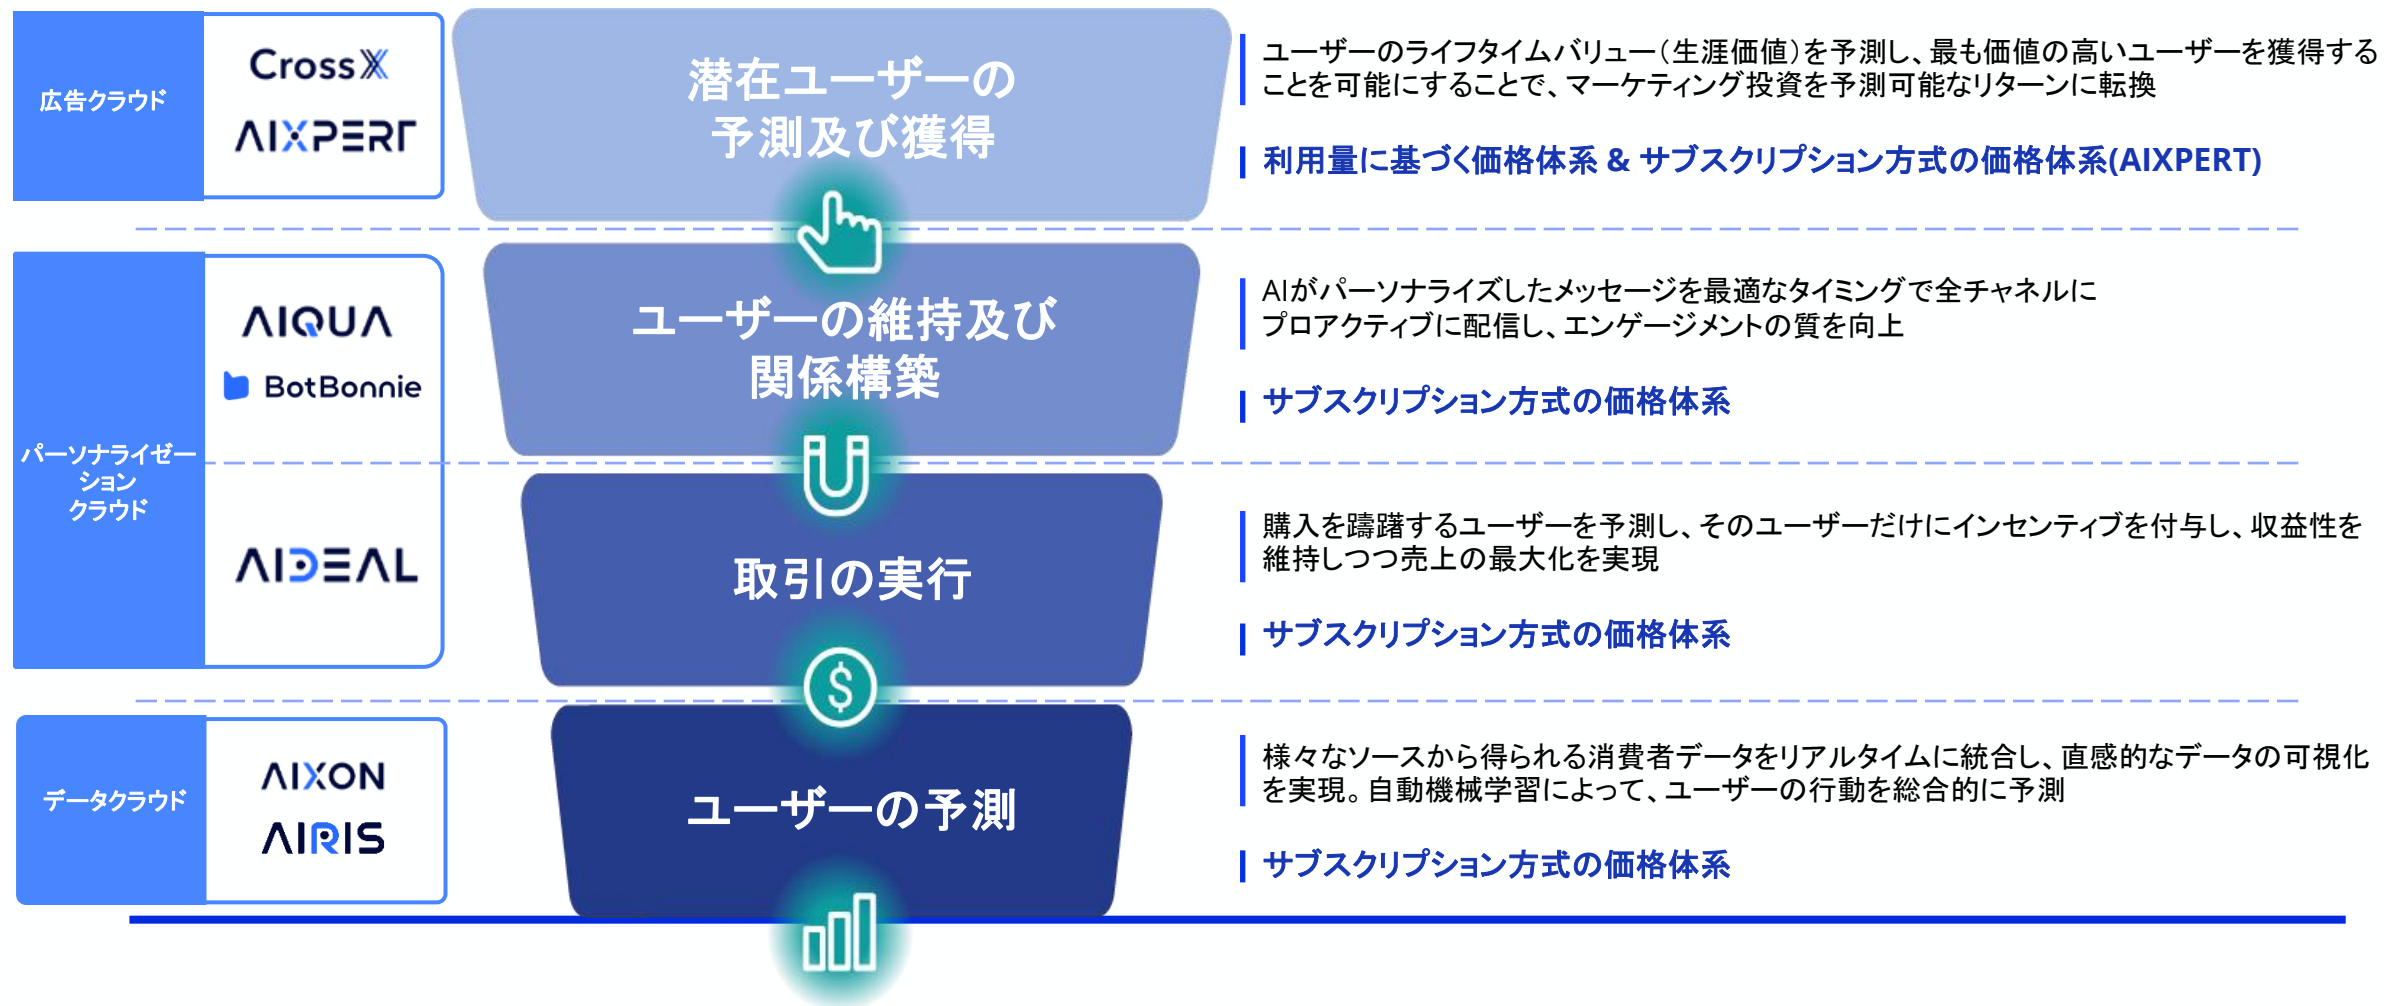 広告クラウド
CrossX
AIXPERT
潜在ユーザーの
予測及び獲得
ユーザーのライフタイムバリュー（生涯価値）を予測し、最も価値の高いユーザーを獲得する
ことを可能にすることで、マーケティング投資を予測可能なリターンに転換
利用量に基づく価格体系 & サブスクリプション方式の価格体系(AIXPERT)
パーソナライゼー
ション
クラウド
AIQUA
BotBonnie
ユーザーの維持及び
関係構築
AIがパーソナライズしたメッセージを最適なタイミングで全チャネルに
プロアクティブに配信し、エンゲージメントの質を向上
サブスクリプション方式の価格体系
AIDEAL
取引の実行
$
購入を躊躇するユーザーを予測し、そのユーザーだけにインセンティブを付与し、収益性を
維持しつつ売上の最大化を実現
サブスクリプション方式の価格体系
データクラウド
AIXON
AIRIS
ユーザーの予測
様々なソースから得られる消費者データをリアルタイムに統合し、直感的なデータの可視化
を実現。自動機械学習によって、ユーザーの行動を総合的に予測
サブスクリプション方式の価格体系